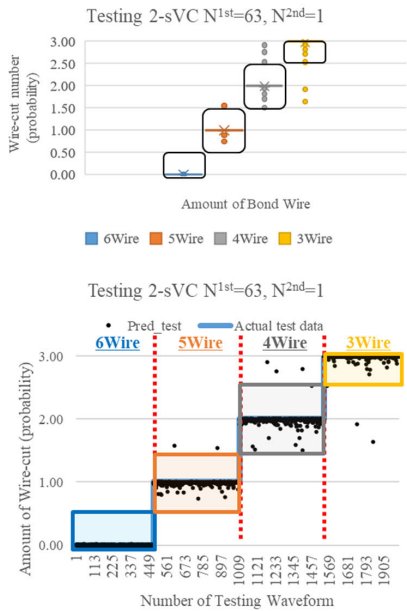 Testing 2-sVC N1st=63, N2nd=1
3.00
2.50
2.00
1.50
1.00
0.50
0.00
Wire-cut number
(probability)
Amount of Bond Wire
6Wire 5Wire 4Wire 3Wire
Testing 2-sVC N1st=63, N2nd=1
Pred_test Actual test data
6Wire 5Wire 4Wire 3Wire
3.00
2.00
1.00
0.00
Amount of Wire-cut (probability)
1 113 225 337 449 561 673 785 897 1009 1121 1233 1345 1457 1569 1681 1793 1905
Number of Testing Waveform